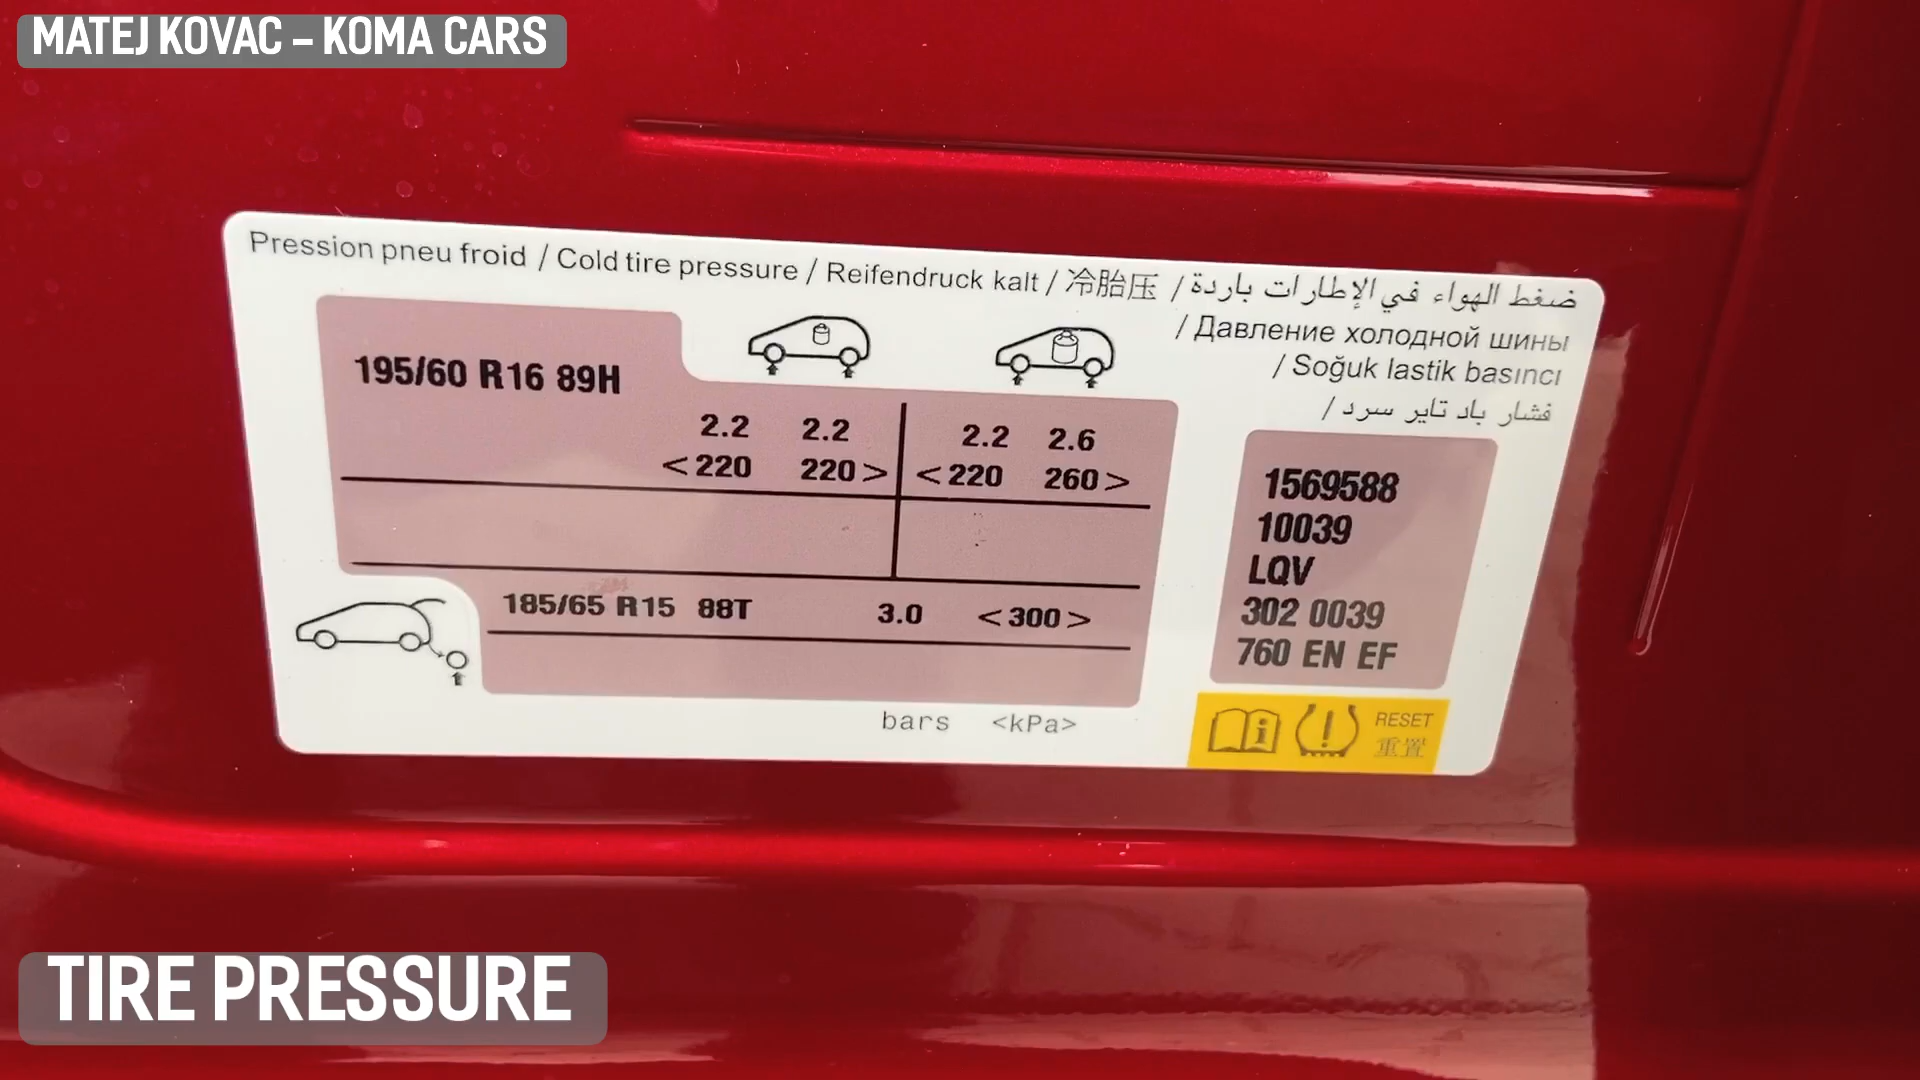 MATEJ KOVAC – KOMA CARS
Pression pneu froid / Cold tire pressure / Reifendruck kalt / 冷胎压 / ضغط الهواء في الإطارات باردة
/ Давление холодной шины
/ Soğuk lastik basıncı
/ فشار باد تایر سرد
195/60 R16 89H
2.2 2.2 2.2 2.6
<220 220> <220 260>
185/65 R15 88T 3.0 <300>
bars <kPa>
1569588
10039
LQV
302 0039
760 EN EF
RESET
重置
TIRE PRESSURE